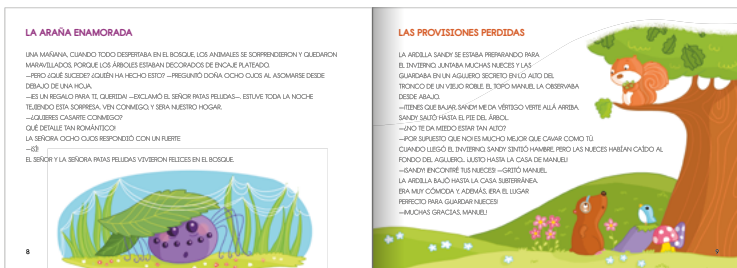 LA ARAÑA ENAMORADA
UNA MAÑANA, CUANDO TODO DESPERTABA EN EL BOSQUE, LOS ANIMALES SE SORPRENDIERON Y QUEDARON
MARAVILLADOS, PORQUE LOS ÁRBOLES ESTABAN DECORADOS DE ENCAJE PLATEADO.
—PERO ¿QUÉ SUCEDE? ¿QUIÉN HA HECHO ESTO? —PREGUNTÓ DOÑA OCHO OJOS AL ASOMARSE DESDE
DEBAJO DE UNA HOJA.
—ES UN REGALO PARA TI, QUERIDA! —EXCLAMÓ EL SEÑOR PATAS PELUDAS—. ESTUVE TODA LA NOCHE
TEJIENDO ESTA SORPRESA. VEN CONMIGO, Y SERÁ NUESTRO HOGAR.
—¿QUIERES CASARTE CONMIGO?
QUÉ DETALLE TAN ROMÁNTICO!
LA SEÑORA OCHO OJOS RESPONDIÓ CON UN FUERTE
—¡SÍ!
EL SEÑOR Y LA SEÑORA PATAS PELUDAS VIVIERON FELICES EN EL BOSQUE.
8
LAS PROVISIONES PERDIDAS
LA ARDILLA SANDY SE ESTABA PREPARANDO PARA
EL INVIERNO. JUNTABA MUCHAS NUECES Y LAS
GUARDABA EN UN AGUJERO SECRETO EN LO ALTO DEL
TRONCO DE UN VIEJO ROBLE. EL TOPO MANUEL LA OBSERVABA
DESDE ABAJO.
—¡TIENES QUE BAJAR, SANDY! ME DA VÉRTIGO VERTE ALLÁ ARRIBA.
SANDY SALTÓ HASTA EL PIE DEL ÁRBOL.
—¿NO TE DA MIEDO ESTAR TAN ALTO?
—¡POR SUPUESTO QUE NO! ES MUCHO MEJOR QUE CAVAR COMO TÚ.
CUANDO LLEGÓ EL INVIERNO, SANDY SINTIÓ HAMBRE, PERO LAS NUECES HABÍAN CAÍDO AL
FONDO DEL AGUJERO... ¡JUSTO HASTA LA CASA DE MANUEL!
—¡SANDY! ¡ENCONTRÉ TUS NUECES! —GRITÓ MANUEL.
LA ARDILLA BAJÓ HASTA LA CASA SUBTERRÁNEA.
ERA MUY CÓMODA Y, ADEMÁS, ¡ERA EL LUGAR
PERFECTO PARA GUARDAR NUECES!
—¡MUCHAS GRACIAS, MANUEL!
9